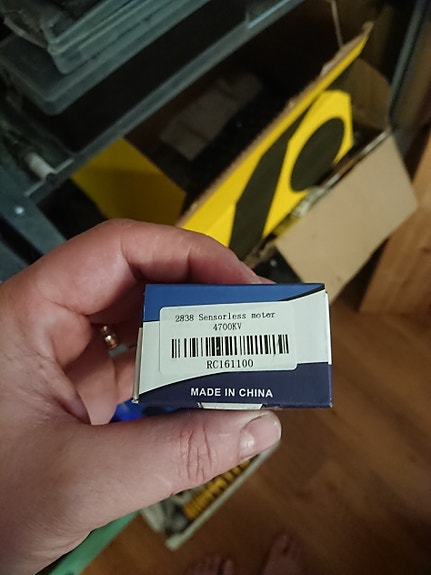 2838 Sensorless moter
4700KV
RC161100
MADE IN CHINA